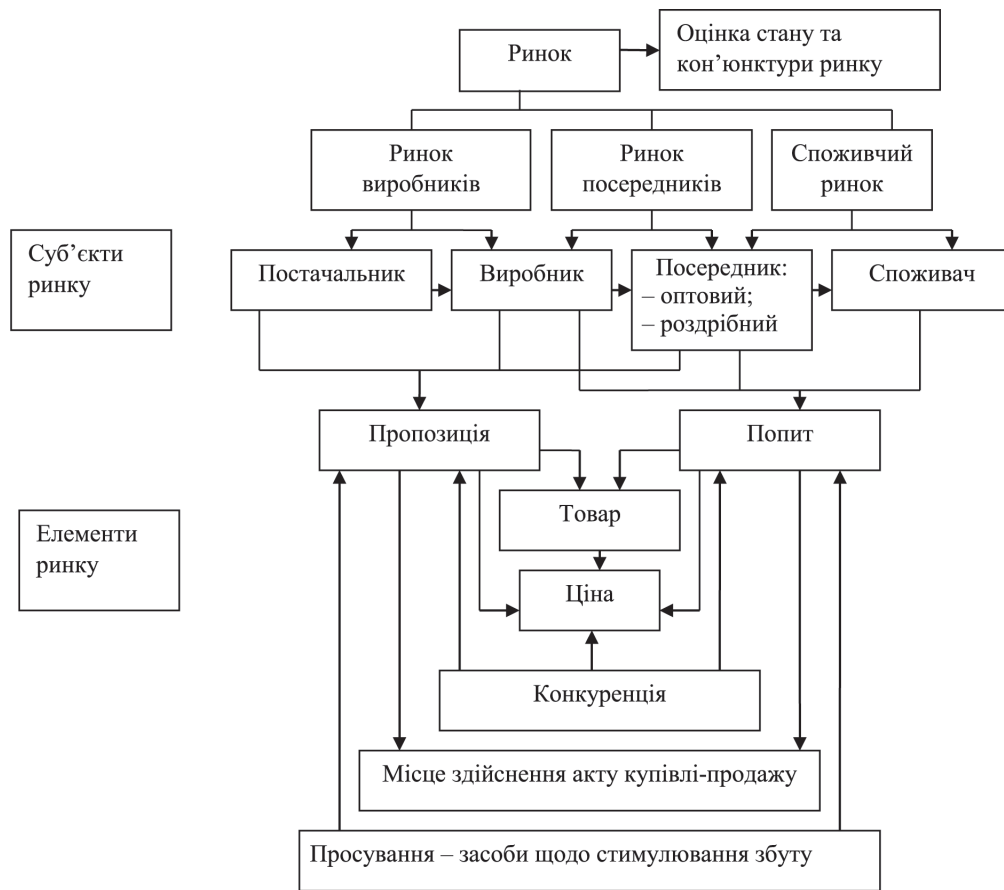 Ринок
Оцінка стану та
кон’юнктури ринку
Ринок
виробників
Ринок
посередників
Споживчий
ринок
Суб’єкти
ринку
Постачальник
Виробник
Посередник:
– оптовий;
– роздрібний
Споживач
Пропозиція
Попит
Елементи
ринку
Товар
Ціна
Конкуренція
Місце здійснення акту купівлі-продажу
Просування – засоби щодо стимулювання збуту